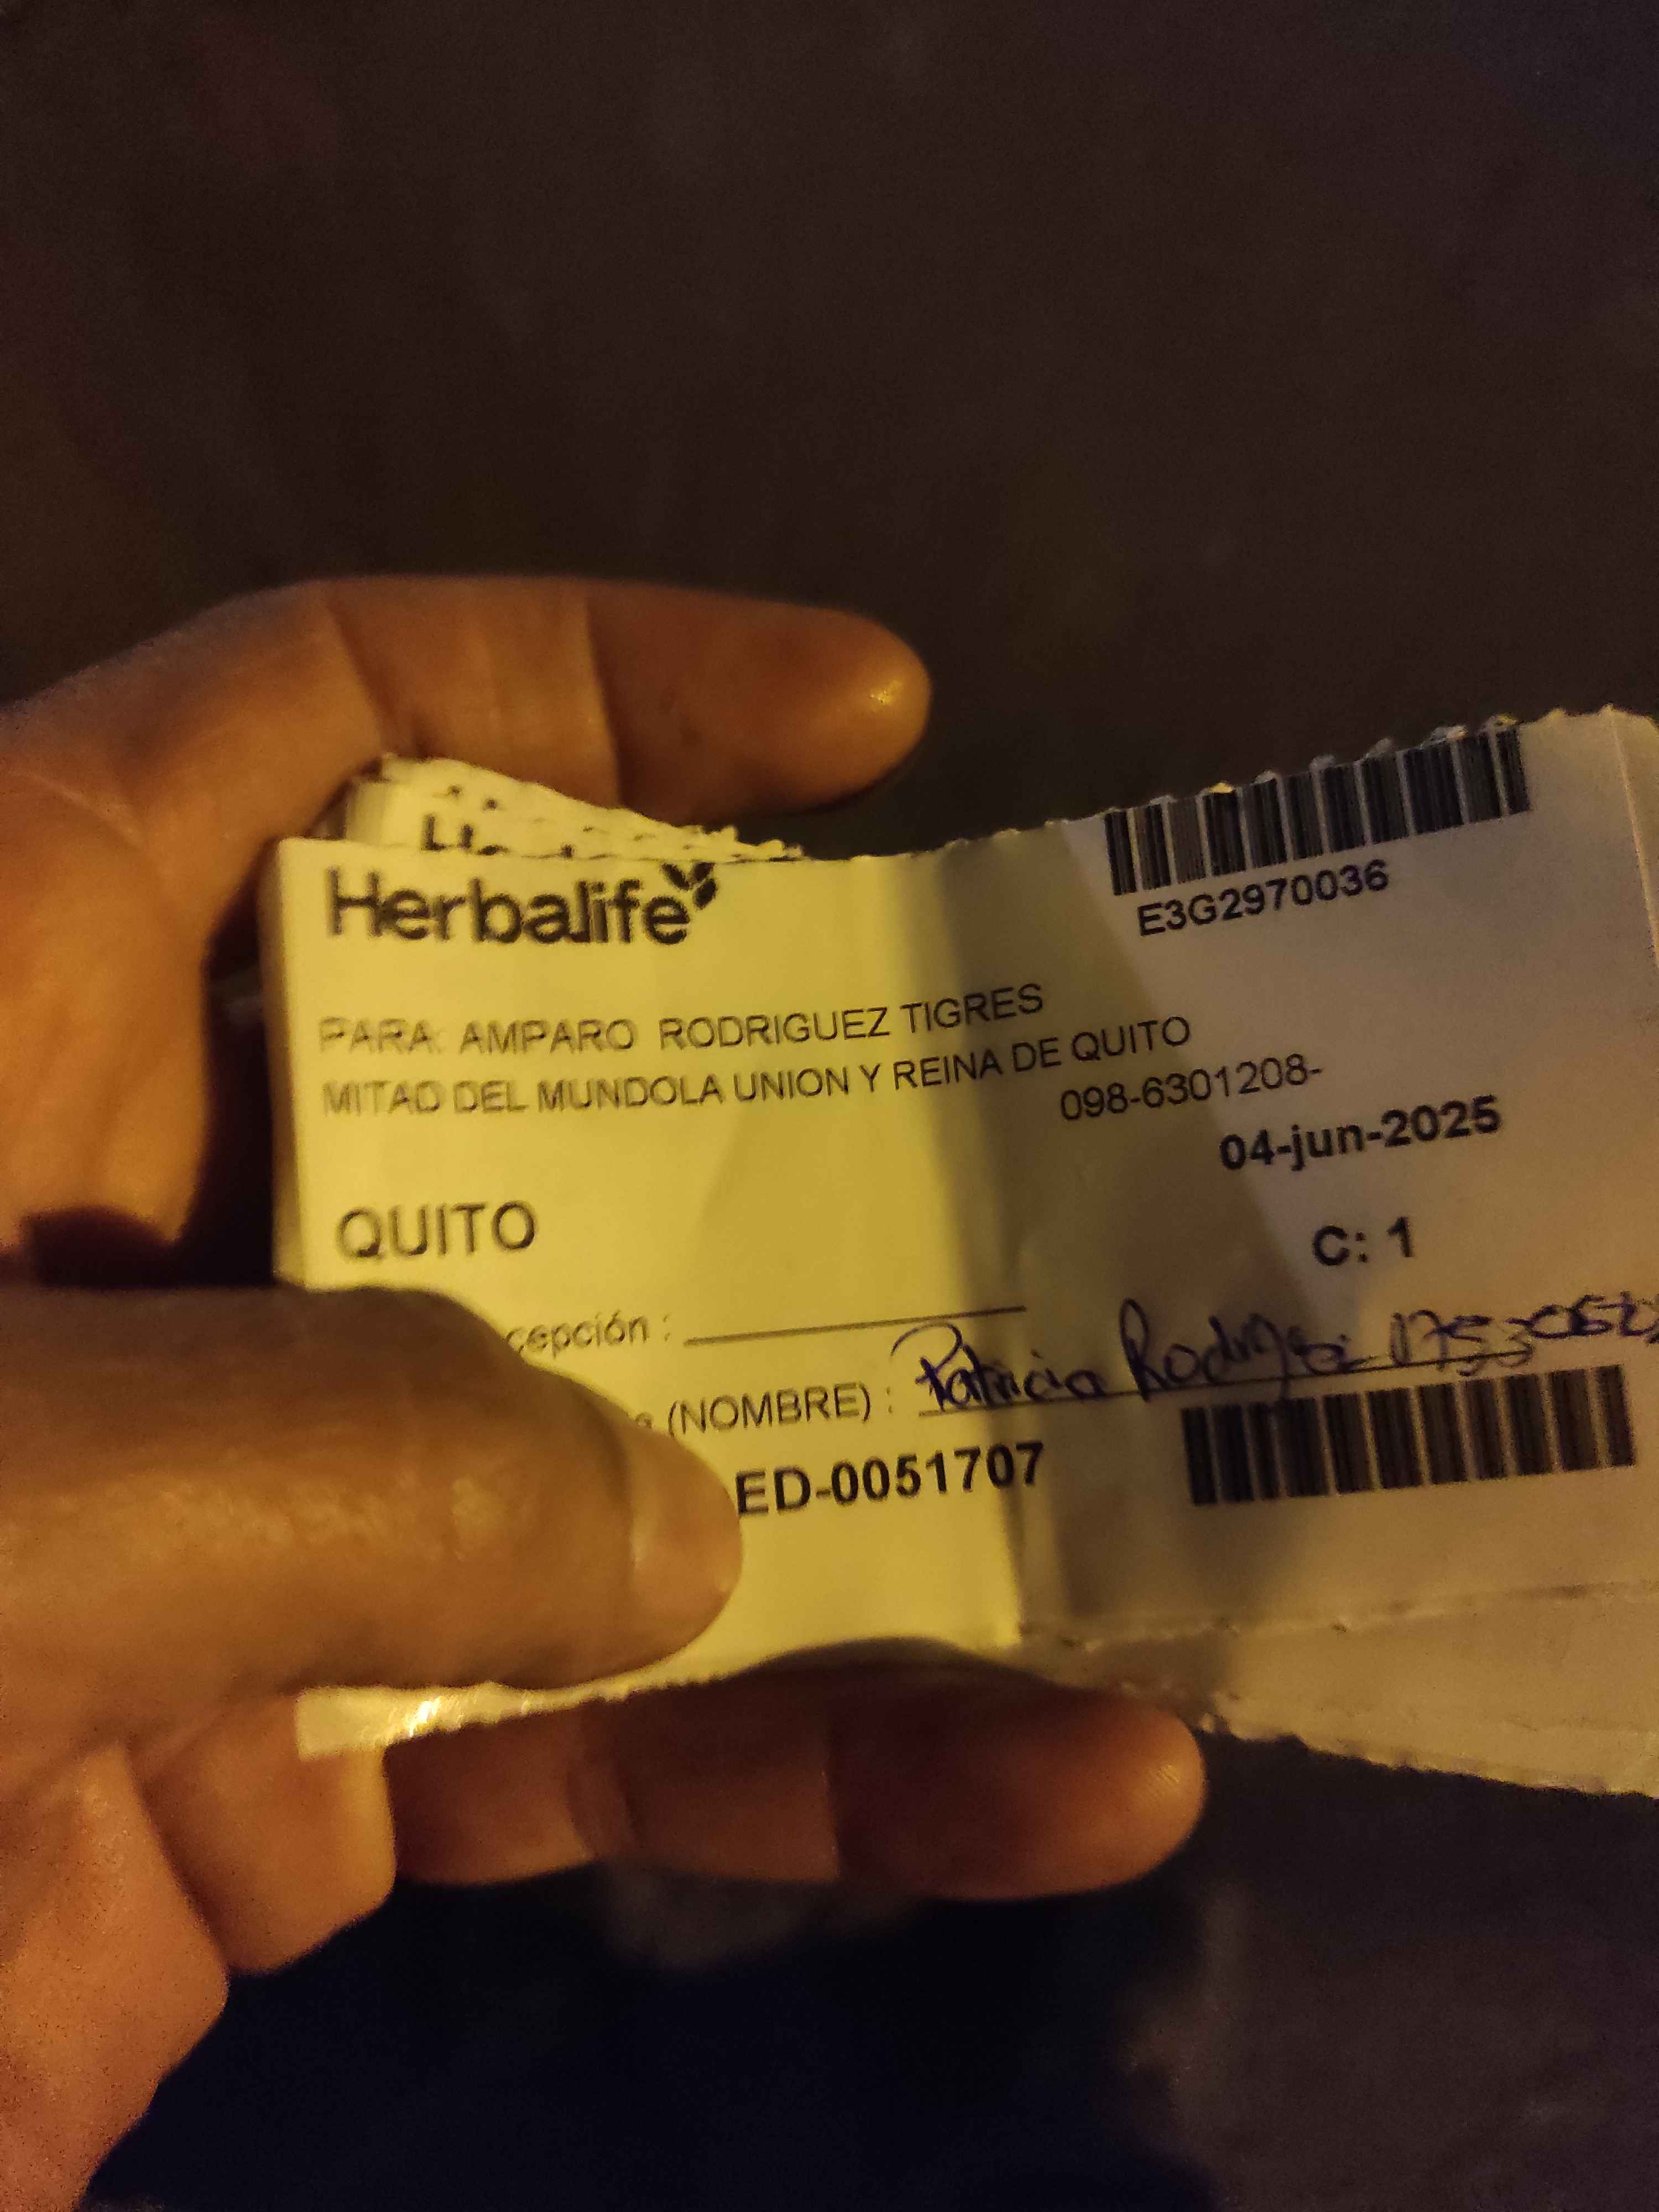 Herbalife
E3G2970036
PARA: AMPARO RODRIGUEZ TIGRES
MITAD DEL MUNDOLA UNION Y REINA DE QUITO
098-6301208-
04-jun-2025
QUITO
C: 1
cepción :
(NOMBRE) : Patricia
ED-0051707